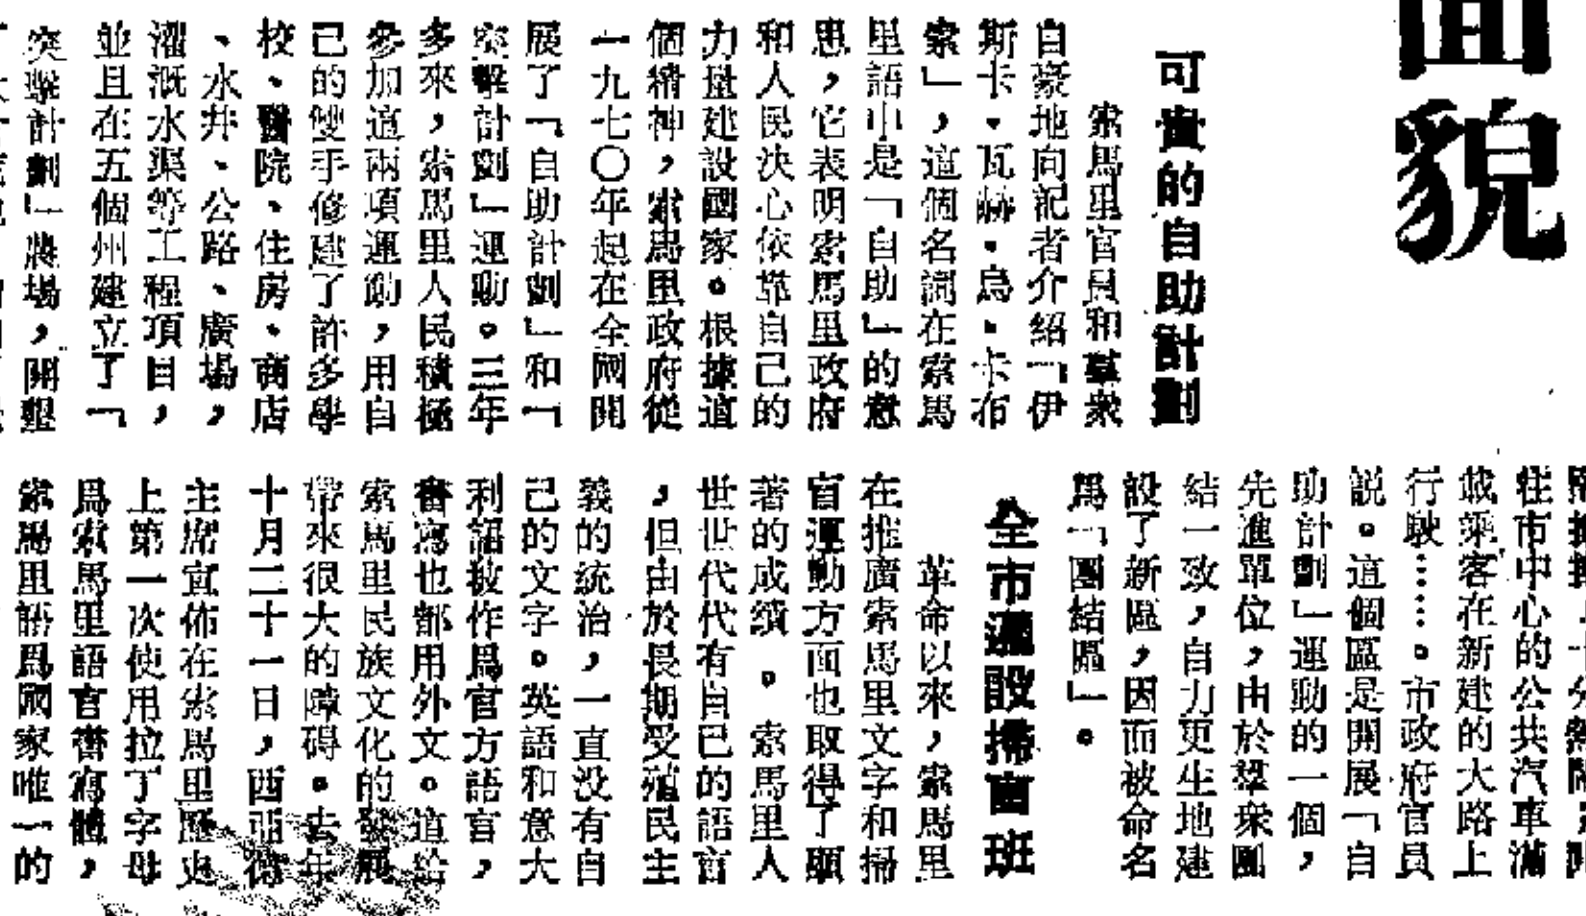 面貌
可貴的自助計劃
索馬里官員和羣衆
自豪地向記者介紹「伊
斯卡·瓦赫·烏·卡布
索」，這個名詞在索馬
里語中是「自助」的意
思，它表明索馬里政府
和人民決心依靠自己的
力量建設國家。根據這
個精神，索馬里政府從
一九七〇年起在全國開
展了「自助計劃」和「
突擊計劃」運動。三年
多來，索馬里人民積極
參加這兩項運動，用自
己的雙手修建了許多學
校、醫院、住房、商店
、水井、公路、廣場，
灌溉水渠等工程項目，
並且在五個州建立了「
突擊計劃」農場，開墾
往市中心的公共汽車滿
載乘客在新建的大路上
行駛……。市政府官員
説。這個區是開展「自
助計劃」運動的一個，
先進單位，由於羣衆團
結一致，自力更生地建
設了新區，因而被命名
爲「團結區」。
全市遍設掃盲班
革命以來，索馬里
在推廣索馬里文字和掃
盲運動方面也取得了顯
著的成績。索馬里人
世世代代有自己的語言
，但由於長期受殖民主
義的統治，一直没有自
己的文字。英語和意大
利語被作爲官方語言，
書寫也都用外文。這給
索馬里民族文化的發展
帶來很大的障碍。去年
十月二十一日，西亞德
主席宣佈在索馬里歷史
上第一次使用拉丁字母
爲索馬里語言書寫體，
索馬里語爲國家唯一的